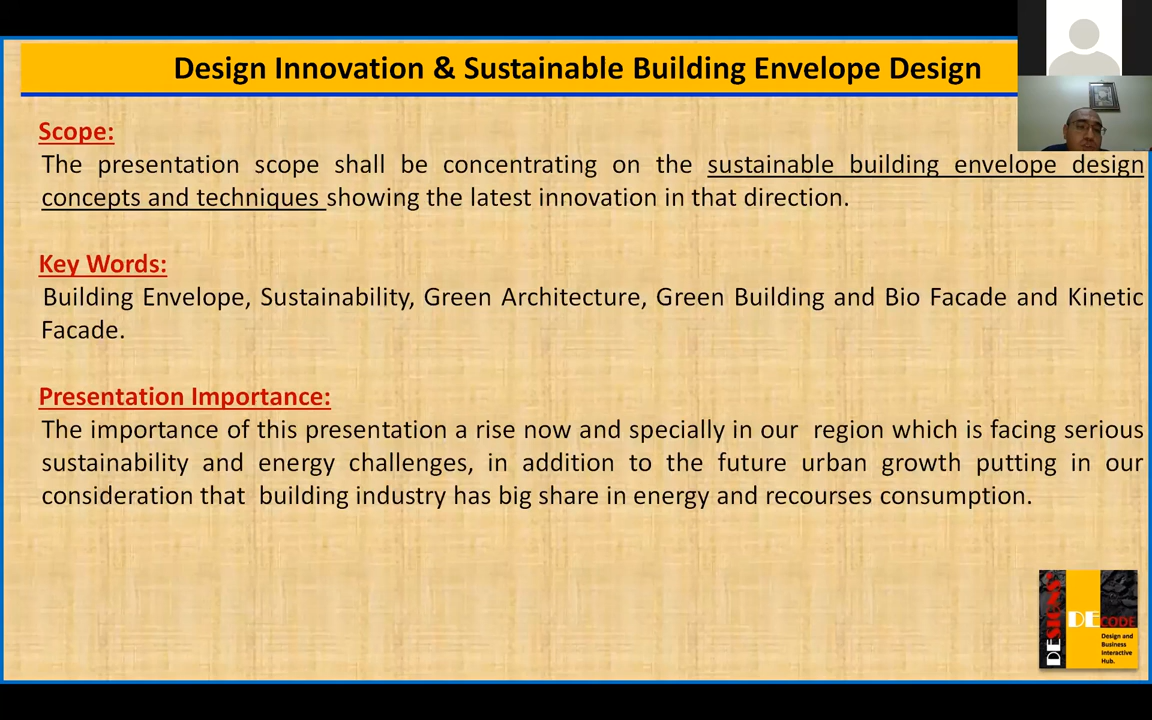 Design Innovation & Sustainable Building Envelope Design
Scope:
The presentation scope shall be concentrating on the sustainable building envelope design
concepts and techniques showing the latest innovation in that direction.
Key Words:
Building Envelope, Sustainability, Green Architecture, Green Building and Bio Facade and Kinetic
Facade.
Presentation Importance:
The importance of this presentation a rise now and specially in our region which is facing serious
sustainability and energy challenges, in addition to the future urban growth putting in our
consideration that building industry has big share in energy and recourses consumption.
DESIGNS
DECODE
Design and
Business
Interactive
Hub.